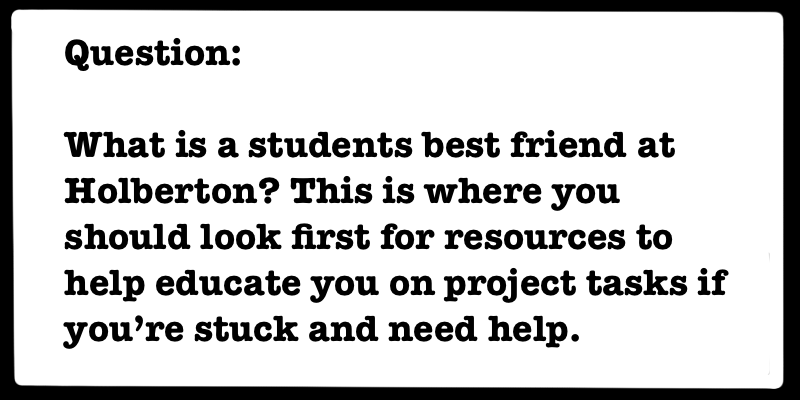 Question:
What is a students best friend at
Holberton? This is where you
should look first for resources to
help educate you on project tasks if
you’re stuck and need help.